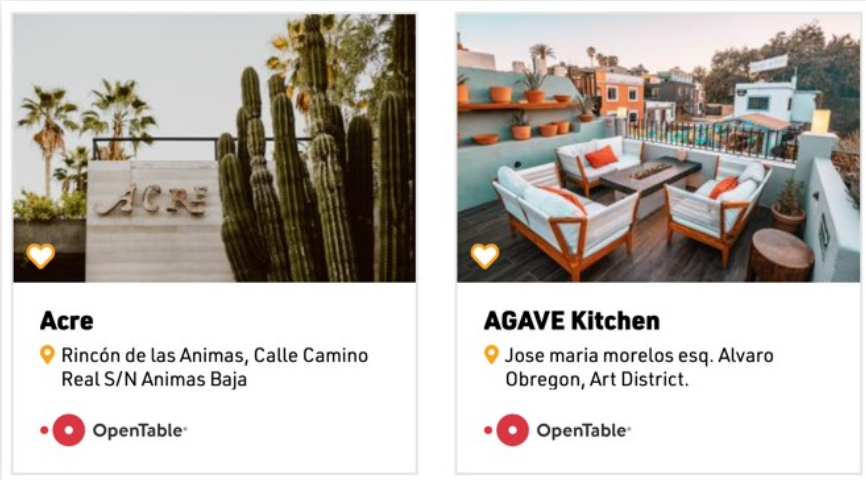 ACRE
Acre
Rincón de las Animas, Calle Camino
Real S/N Animas Baja
OpenTable
AGAVE Kitchen
Jose maria morelos esq. Alvaro
Obregon, Art District.
OpenTable